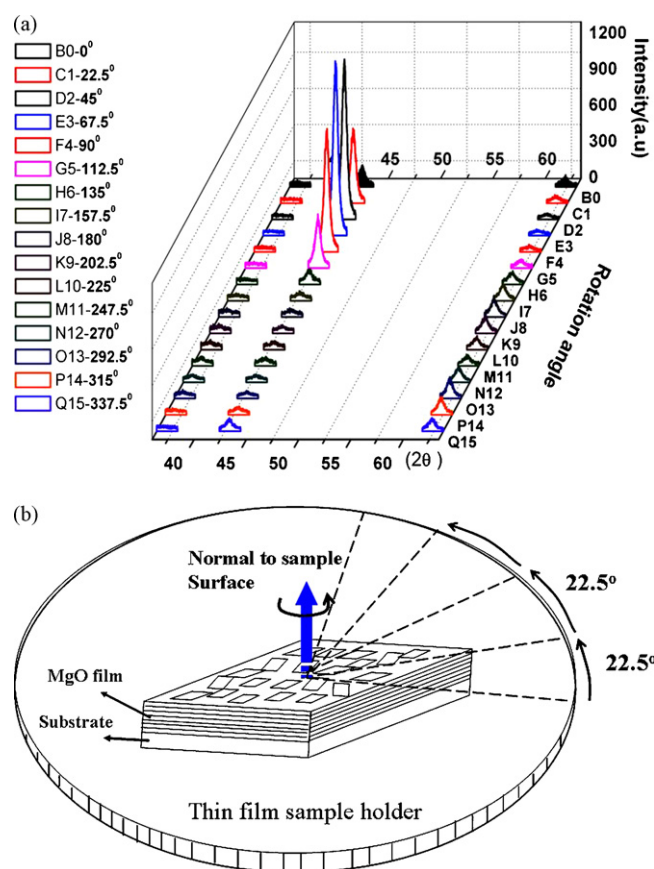 (a)
B0-0⁰
C1-22.5⁰
D2-45⁰
E3-67.5⁰
F4-90⁰
G5-112.5⁰
H6-135⁰
I7-157.5⁰
J8-180⁰
K9-202.5⁰
L10-225⁰
M11-247.5⁰
N12-270⁰
O13-292.5⁰
P14-315⁰
Q15-337.5⁰
1200
900
600
300
0
Intensity(a.u)
45 50 55 60
B0
C1
D2
E3
F4
G5
H6
I7
J8
K9
L10
M11
N12
O13
P14
Q15
Rotation angle
40 45 50 55 60 (2θ)
(b)
Normal to sample
Surface
22.5º
22.5º
MgO film
Substrate
Thin film sample holder